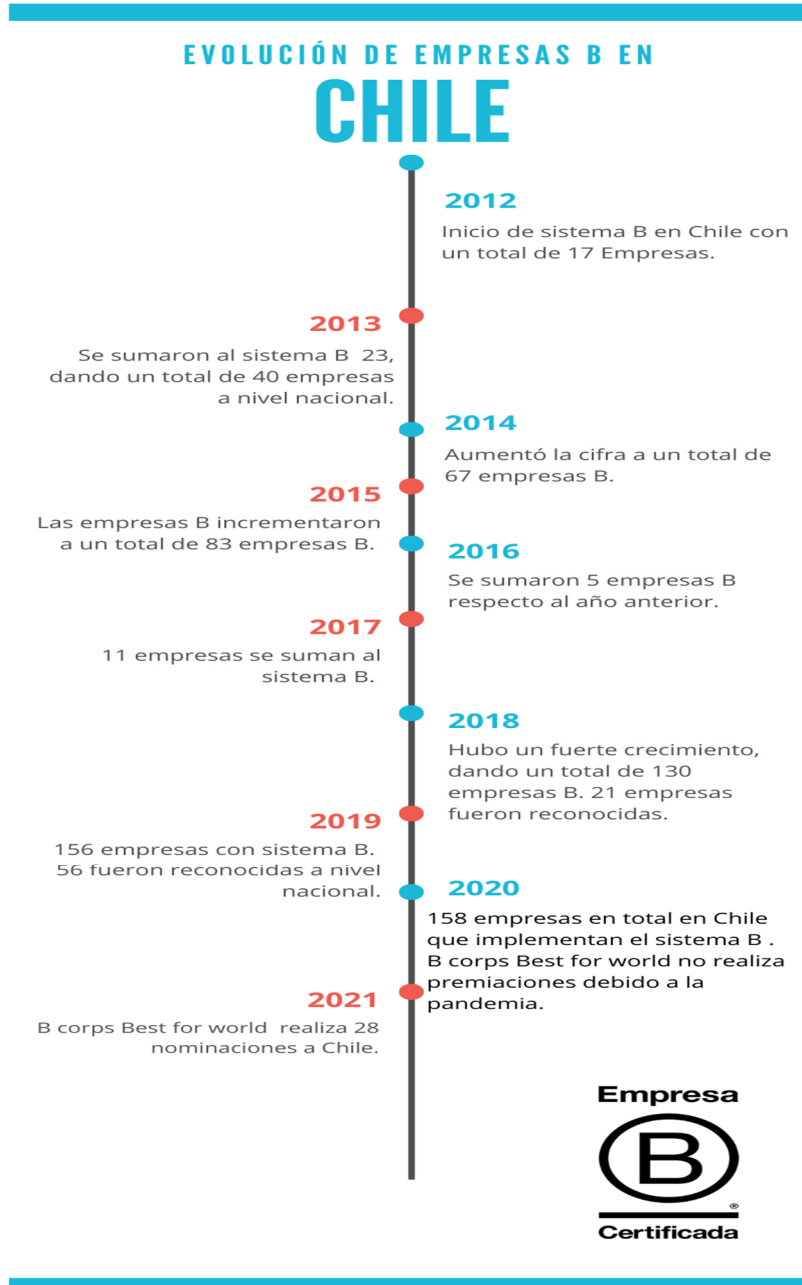 EVOLUCIÓN DE EMPRESAS B EN
CHILE
2012
Inicio de sistema B en Chile con
un total de 17 Empresas.
2013
Se sumaron al sistema B 23,
dando un total de 40 empresas
a nivel nacional.
2014
Aumentó la cifra a un total de
67 empresas B.
2015
Las empresas B incrementaron
a un total de 83 empresas B.
2016
Se sumaron 5 empresas B
respecto al año anterior.
2017
11 empresas se suman al
sistema B.
2018
Hubo un fuerte crecimiento,
dando un total de 130
empresas B. 21 empresas
fueron reconocidas.
2019
156 empresas con sistema B.
56 fueron reconocidas a nivel
nacional.
2020
158 empresas en total en Chile
que implementan el sistema B .
B corps Best for world no realiza
premiaciones debido a la
pandemia.
2021
B corps Best for world realiza 28
nominaciones a Chile.
Empresa
B
®
Certificada